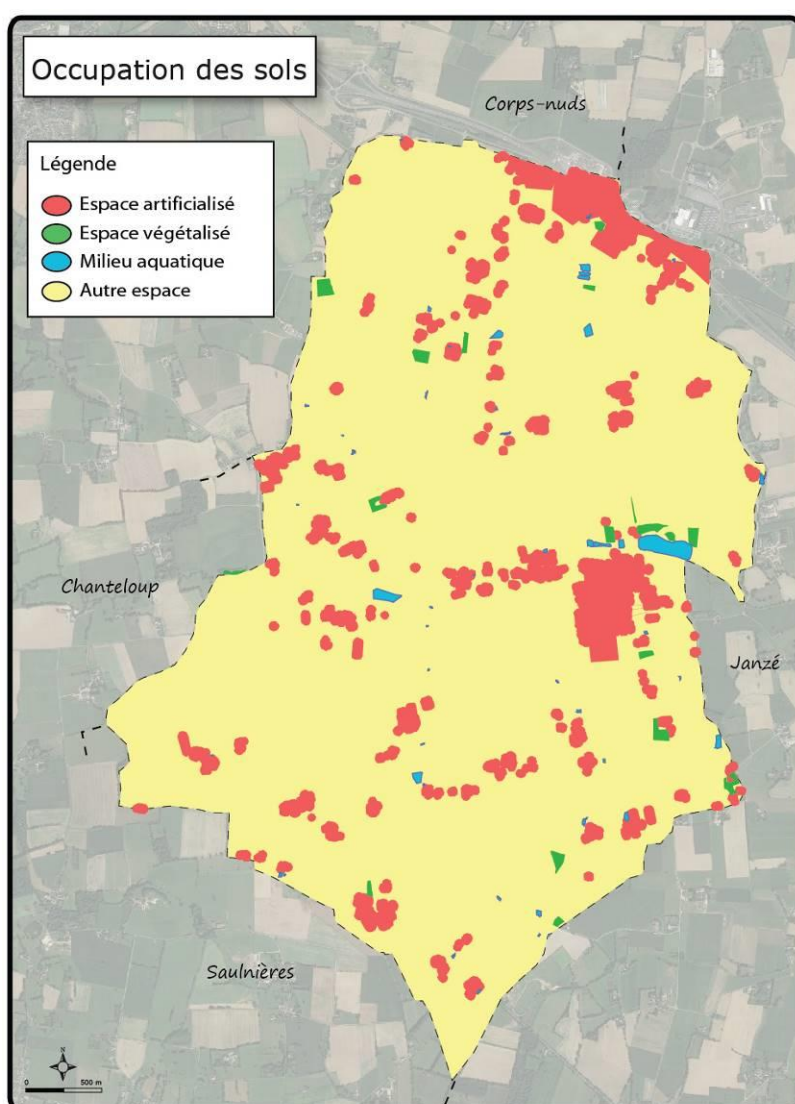 Occupation des sols
Corps-nuds
Légende
Espace artificialisé
Espace végétalisé
Milieu aquatique
Autre espace
Chanteloup
Janzé
Saulnières
N
0 500 m